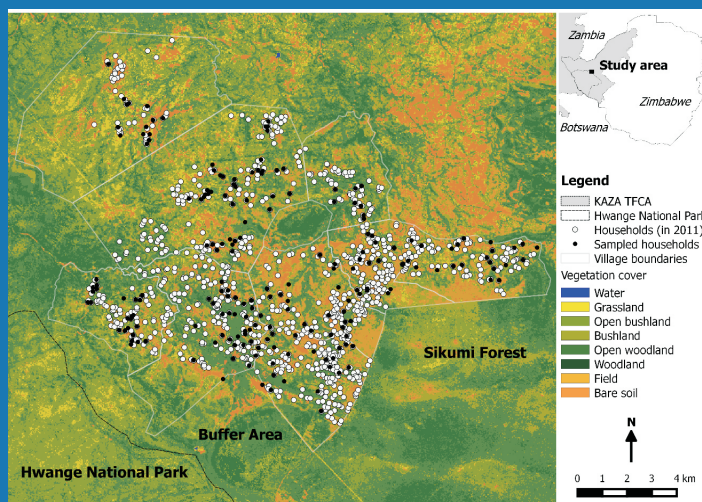 Zambia
Study area
Zimbabwe
Botswana
Legend
KAZA TFCA
Hwange National Park
Households (in 2011)
Sampled households
Village boundaries
Vegetation cover
Water
Grassland
Open bushland
Bushland
Open woodland
Woodland
Field
Bare soil
Sikumi Forest
Buffer Area
Hwange National Park
N
0 1 2 3 4 km